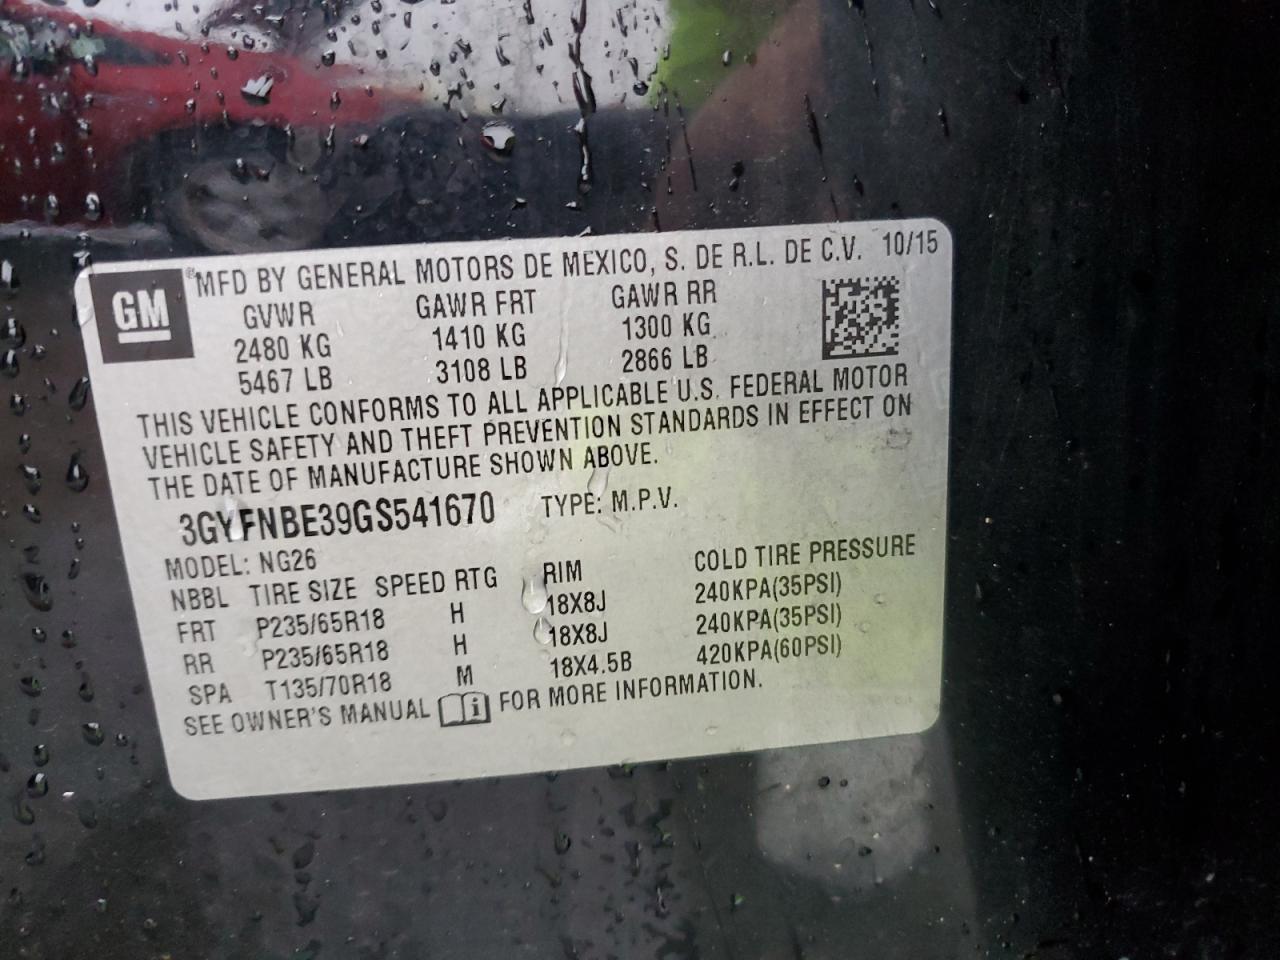 GM
®MFD BY GENERAL MOTORS DE MEXICO, S. DE R.L. DE C.V. 10/15
GVWR GAWR FRT GAWR RR
2480 KG 1410 KG 1300 KG
5467 LB 3108 LB 2866 LB
THIS VEHICLE CONFORMS TO ALL APPLICABLE U.S. FEDERAL MOTOR
VEHICLE SAFETY AND THEFT PREVENTION STANDARDS IN EFFECT ON
THE DATE OF MANUFACTURE SHOWN ABOVE.
3GYFNBE39GS541670 TYPE: M.P.V.
MODEL: NG26
NBBL TIRE SIZE SPEED RTG RIM COLD TIRE PRESSURE
FRT P235/65R18 H 18X8J 240KPA(35PSI)
RR P235/65R18 H 18X8J 240KPA(35PSI)
SPA T135/70R18 M 18X4.5B 420KPA(60PSI)
SEE OWNER'S MANUAL i FOR MORE INFORMATION.